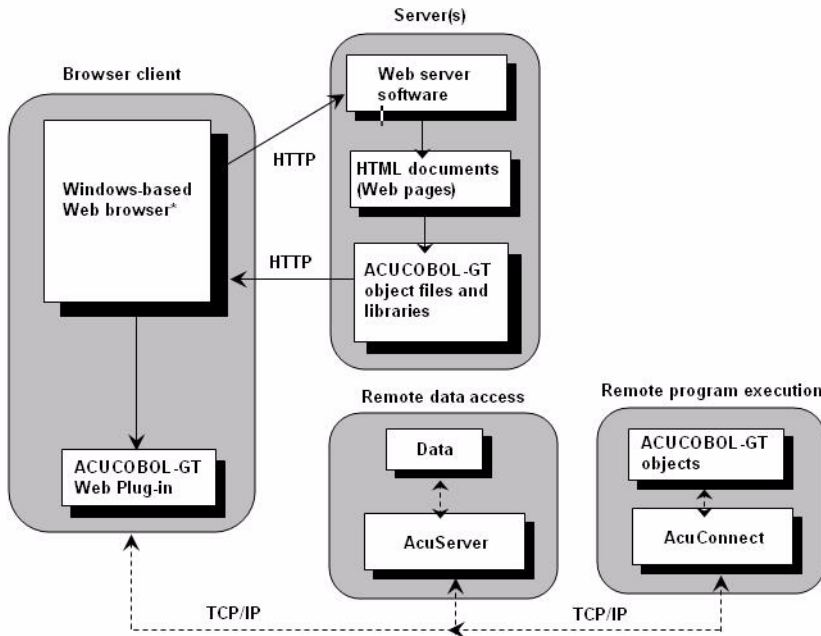 Server(s)
Browser client
Web server
software
HTTP
Windows-based
Web browser*
HTML documents
(Web pages)
HTTP
ACUCOBOL-GT
object files and
libraries
Remote data access
Remote program execution
Data
ACUCOBOL-GT
objects
ACUCOBOL-GT
Web Plug-in
AcuServer
AcuConnect
TCP/IP
TCP/IP